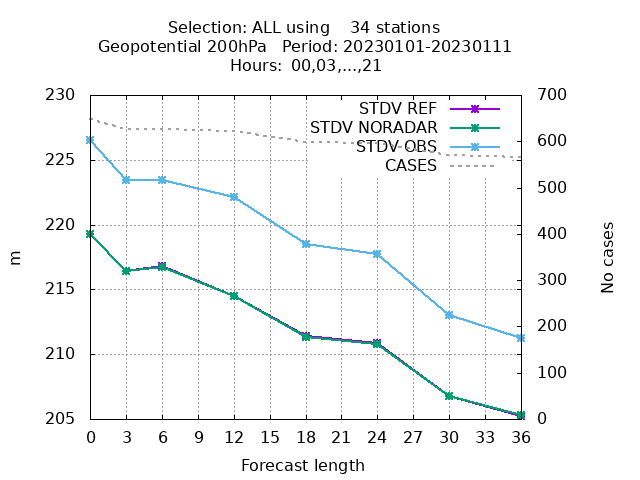 Selection: ALL using    34 stations
Geopotential 200hPa   Period: 20230101-20230111
Hours: 00,03,...,21
230 700
STDV REF
STDV NORADAR
600
STDV OBS
225
CASES
500
220 400
m
No cases
215 300
200
210
100
205 0
0 3 6 9 12 15 18 21 24 27 30 33 36
Forecast length